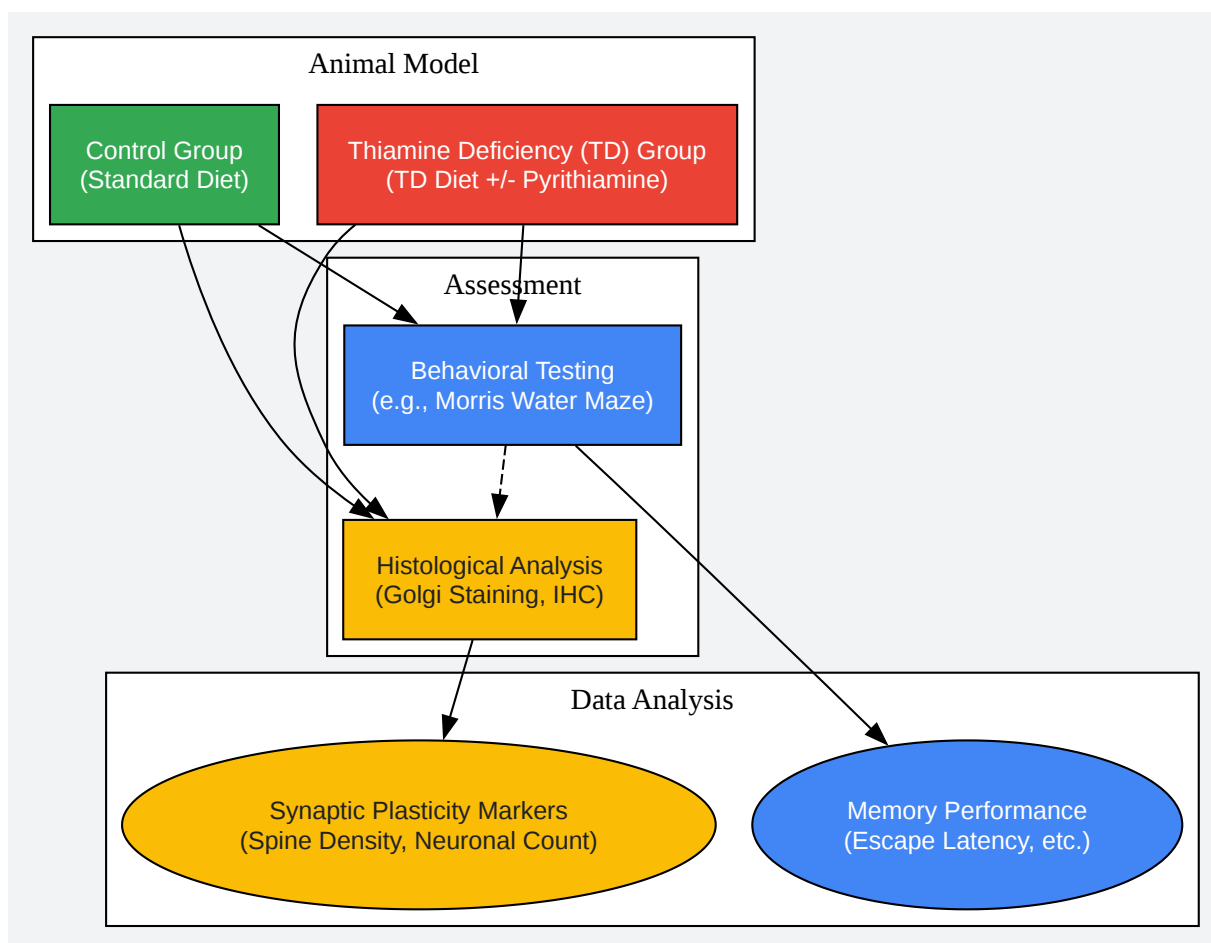 Animal Model
Control Group
(Standard Diet)
Thiamine Deficiency (TD) Group
(TD Diet +/- Pyrithiamine)
Assessment
Behavioral Testing
(e.g., Morris Water Maze)
Histological Analysis
(Golgi Staining, IHC)
Data Analysis
Synaptic Plasticity Markers
(Spine Density, Neuronal Count)
Memory Performance
(Escape Latency, etc.)